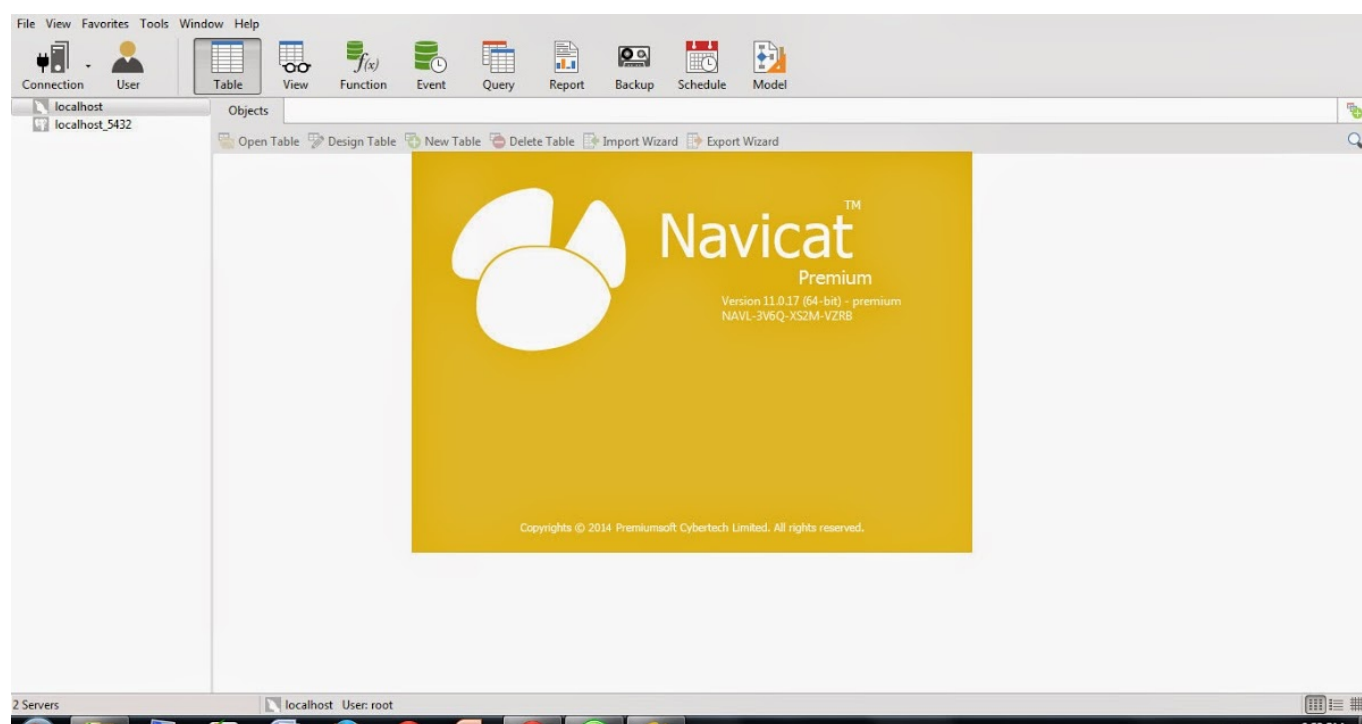 File View Favorites Tools Window Help
Connection User Table View Function Event Query Report Backup Schedule Model
localhost
localhost_5432
Objects
Open Table Design Table New Table Delete Table Import Wizard Export Wizard
Navicat™
Premium
Version 11.0.17 (64-bit) - premium
NAVL-3V6Q-XS2M-VZRB
Copyrights © 2014 Premiumsoft Cybertech Limited. All rights reserved.
2 Servers localhost User: root